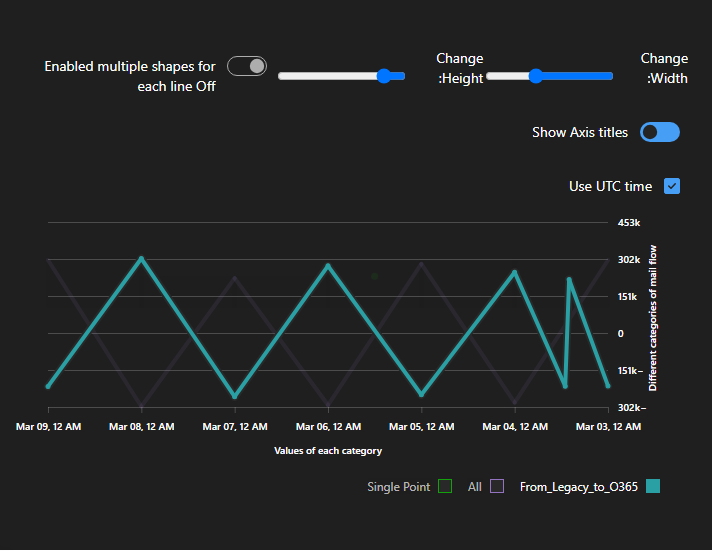 Enabled multiple shapes for
each line Off
Change
:Height
Change
:Width
Show Axis titles
Use UTC time
453k
302k
151k
0
151k–
302k–
Different categories of mail flow
Mar 09, 12 AM
Mar 08, 12 AM
Mar 07, 12 AM
Mar 06, 12 AM
Mar 05, 12 AM
Mar 04, 12 AM
Mar 03, 12 AM
Values of each category
Single Point
All
From_Legacy_to_O365